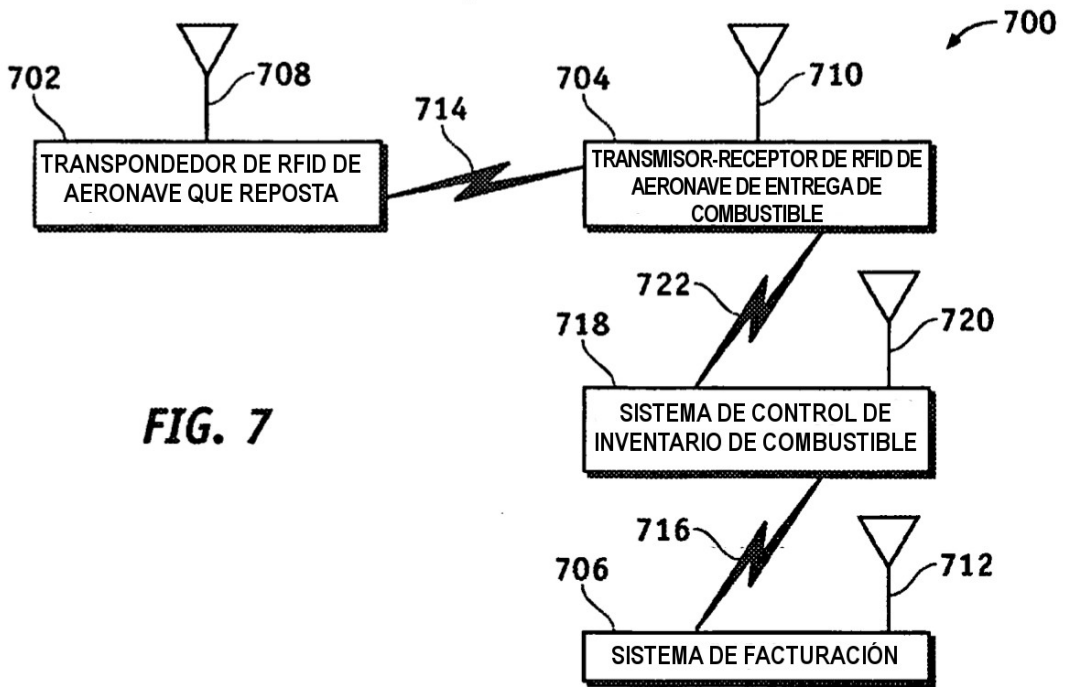 700
702
708
704
710
714
TRANSPONDEDOR DE RFID DE
AERONAVE QUE REPOSTA
TRANSMISOR-RECEPTOR DE RFID DE
AERONAVE DE ENTREGA DE
COMBUSTIBLE
722
718
720
FIG. 7
SISTEMA DE CONTROL DE
INVENTARIO DE COMBUSTIBLE
716
706
712
SISTEMA DE FACTURACIÓN